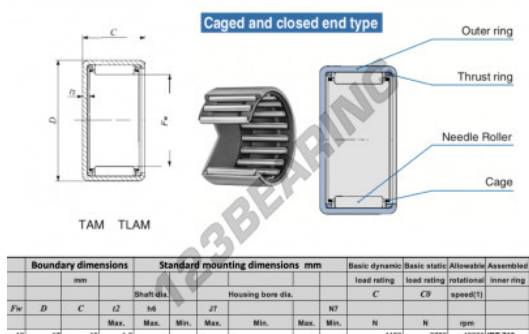 Caged and closed end type
C
Outer ring
Thrust ring
t2
D
Fw
Needle Roller
Cage
TAM TLAM
123BEARING
Boundary dimensions Standard mounting dimensions mm Basic dynamic Basic static Allowable Assembled
mm load rating load rating rotational inner ring
Shaft dia. Housing bore dia. C C0 speed(1)
Fw D C t2 h6 J7 N7
Max. Max. Min. Max. Min. Max. Min. N N rpm